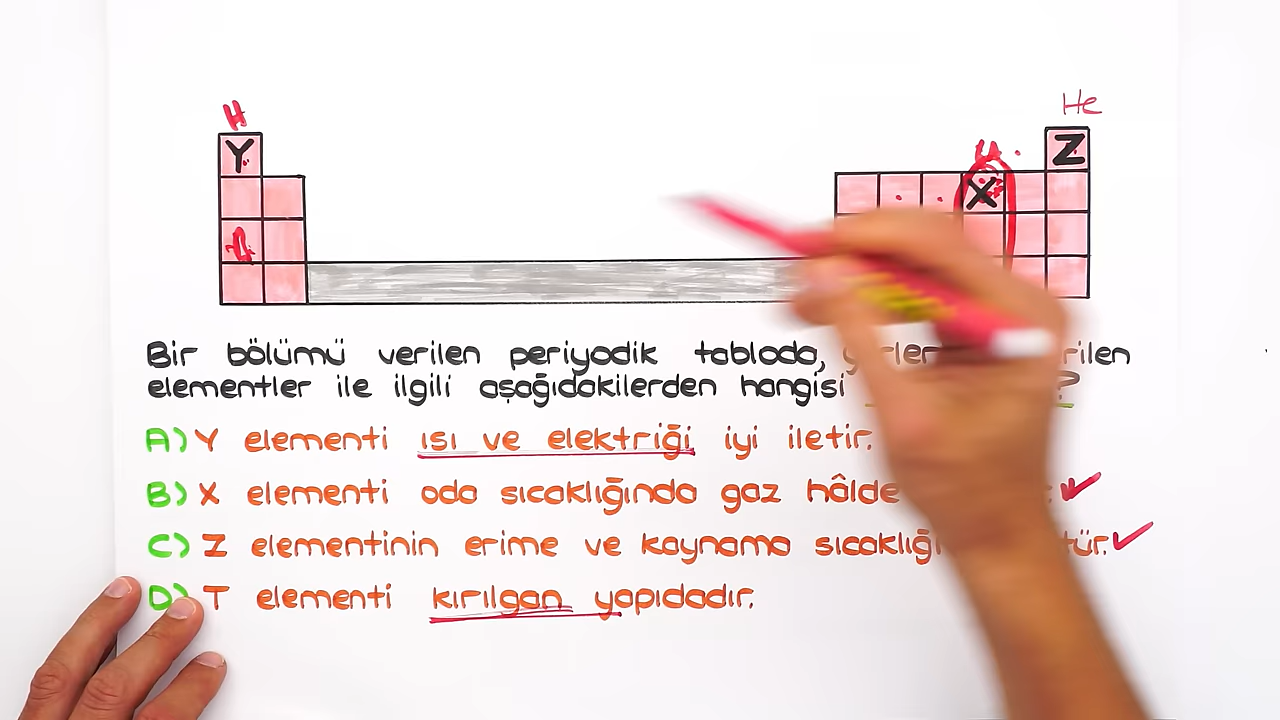 H He
Y Z
X
Bir bölümü verilen periyodik tabloda,
elementler ile ilgili aşağıdakilerden hangisi ?
A) Y elementi ısı ve elektriği iyi iletir.
B) X elementi oda sıcaklığında gaz hâlde
C) Z elementinin erime ve kaynama
D) T elementi kırılgan yapıdadır.